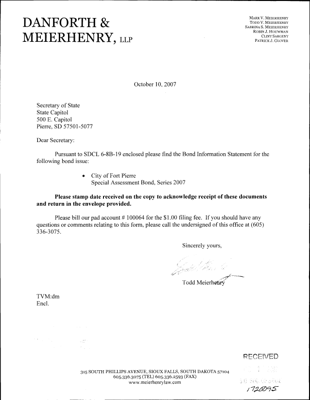 DANFORTH &
MEIERHENRY, LLP
MARK V. MEIERHENRY
TODD V. MEIERHENRY
SABRINA S. MEIERHENRY
ROBIN J. HOUWMAN
CLINT SARGENT
PATRICK J. GLOVER
October 10, 2007
Secretary of State
State Capitol
500 E. Capitol
Pierre, SD 57501-5077
Dear Secretary:
Pursuant to SDCL 6-8B-19 enclosed please find the Bond Information Statement for the
following bond issue:
• City of Fort Pierre
Special Assessment Bond, Series 2007
Please stamp date received on the copy to acknowledge receipt of these documents
and return in the envelope provided.
Please bill our pad account # 100064 for the $1.00 filing fee. If you should have any
questions or comments relating to this form, please call the undersigned of this office at (605)
336-3075.
Sincerely yours,
Todd Meierhenry
TVM:dm
Encl.
RECEIVED
315 SOUTH PHILLIPS AVENUE, SIOUX FALLS, SOUTH DAKOTA 57104
605.336.3075 (TEL) 605.336.2593 (FAX)
www.meierhenrylaw.com
1720095